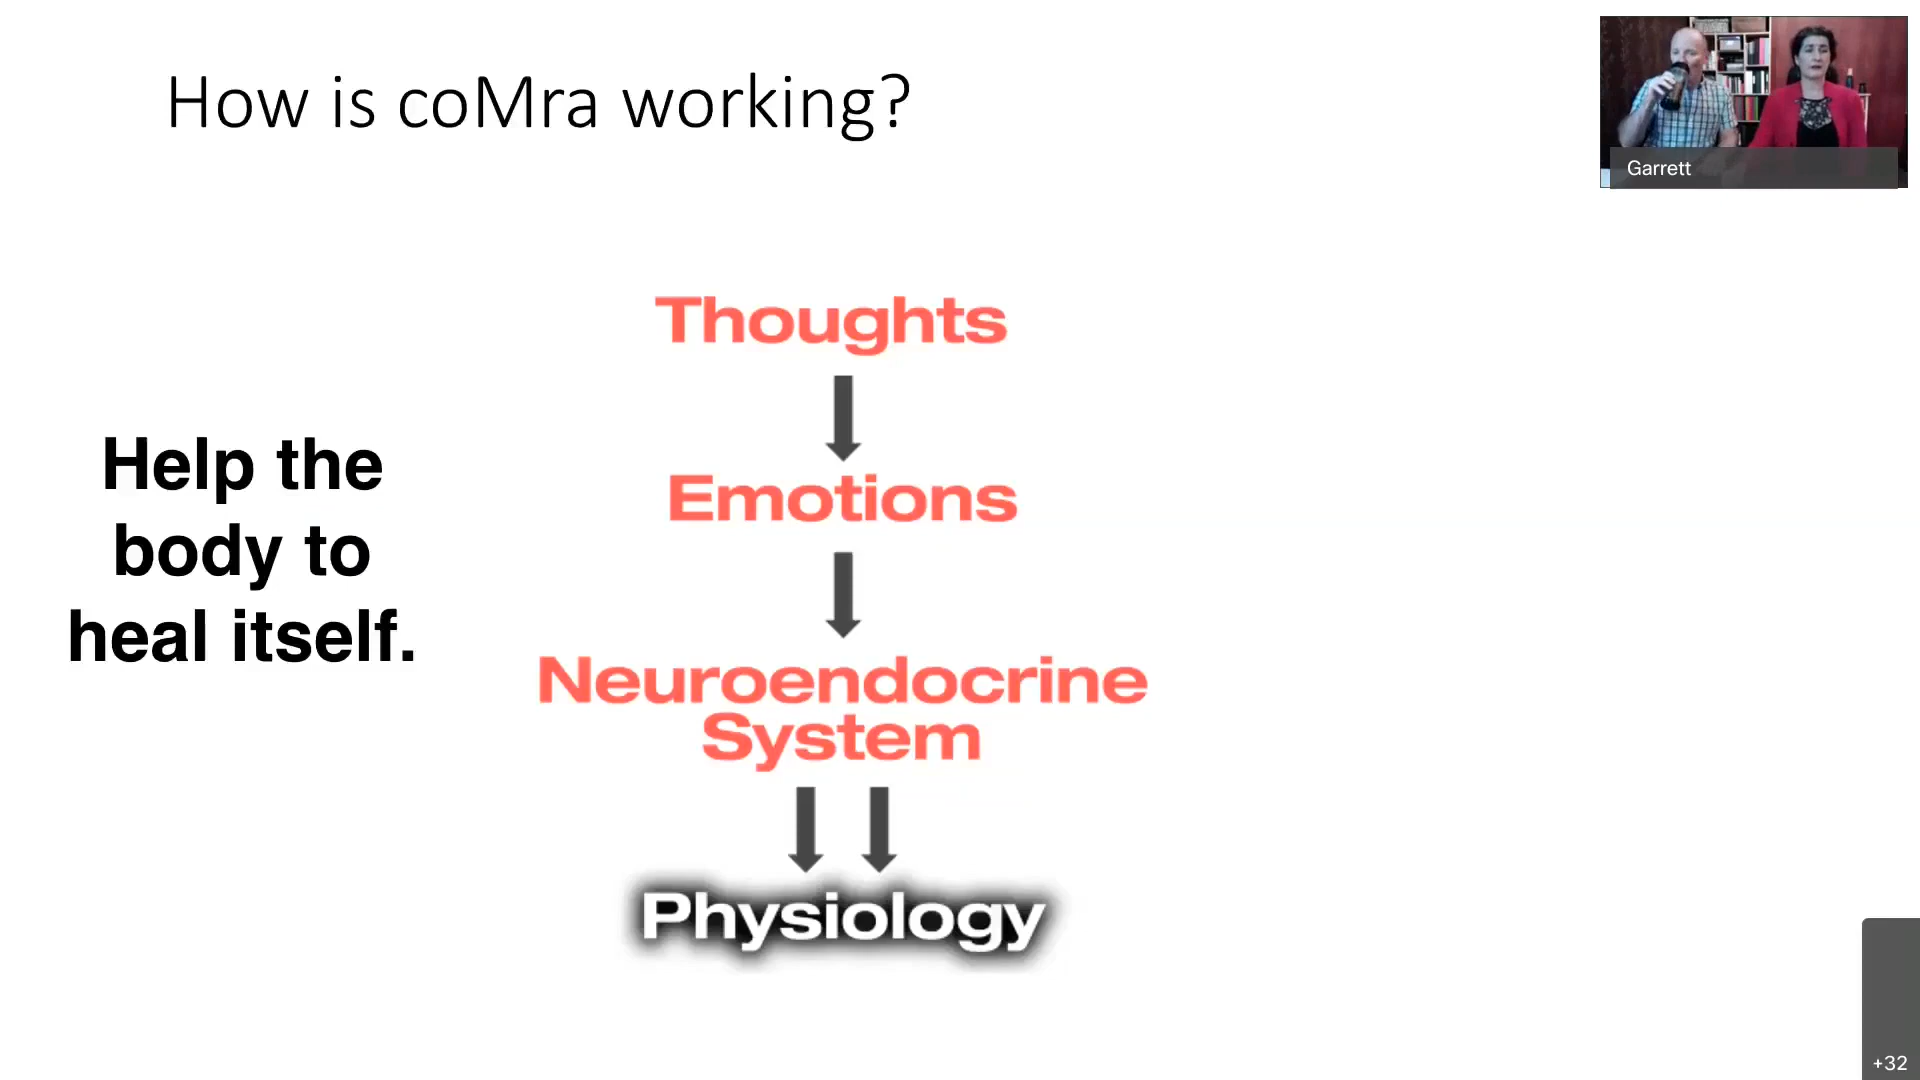 How is coMra working?
Garrett
Help the
body to
heal itself.
Thoughts
Emotions
Neuroendocrine
System
Physiology
+32